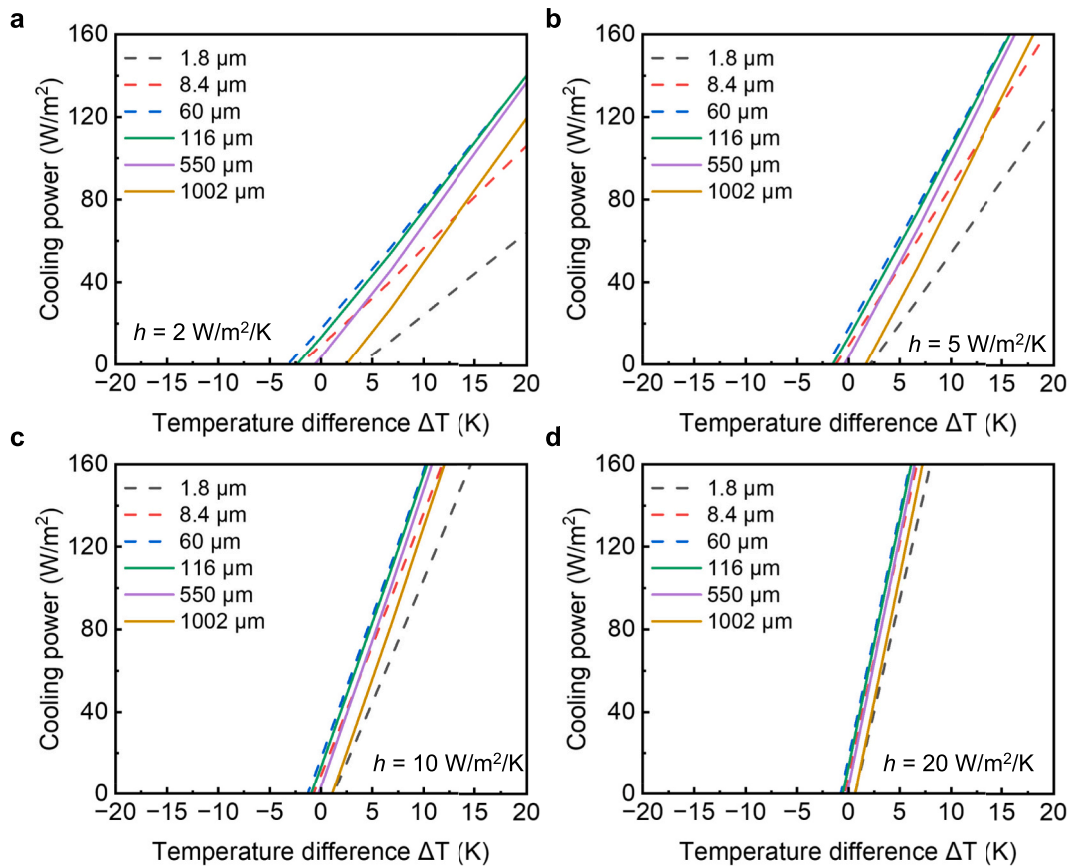 a
160
120
80
40
0
Cooling power (W/m²)
1.8 μm
8.4 μm
60 μm
116 μm
550 μm
1002 μm
h = 2 W/m²/K
−20 −15 −10 −5 0 5 10 15 20
Temperature difference ΔT (K)
b
160
120
80
40
0
Cooling power (W/m²)
1.8 μm
8.4 μm
60 μm
116 μm
550 μm
1002 μm
h = 5 W/m²/K
−20 −15 −10 −5 0 5 10 15 20
Temperature difference ΔT (K)
c
160
120
80
40
0
Cooling power (W/m²)
1.8 μm
8.4 μm
60 μm
116 μm
550 μm
1002 μm
h = 10 W/m²/K
−20 −15 −10 −5 0 5 10 15 20
Temperature difference ΔT (K)
d
160
120
80
40
0
Cooling power (W/m²)
1.8 μm
8.4 μm
60 μm
116 μm
550 μm
1002 μm
h = 20 W/m²/K
−20 −15 −10 −5 0 5 10 15 20
Temperature difference ΔT (K)